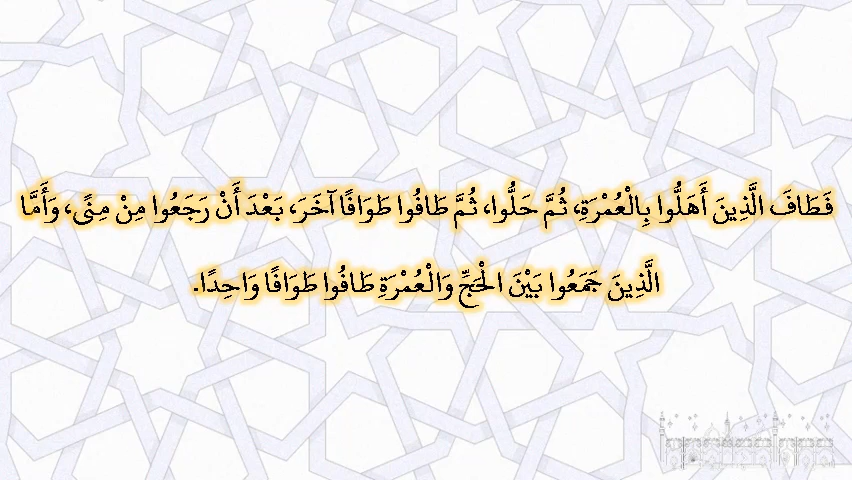 فَطَافَ الَّذِينَ أَهَلُّوا بِالْعُمْرَةِ، ثُمَّ حَلُّوا، ثُمَّ طَافُوا طَوَافًا آخَرَ، بَعْدَ أَنْ رَجَعُوا مِنْ مِنًى، وَأَمَّا
الَّذِينَ جَمَعُوا بَيْنَ الْحَجِّ وَالْعُمْرَةِ طَافُوا طَوَافًا وَاحِدًا.